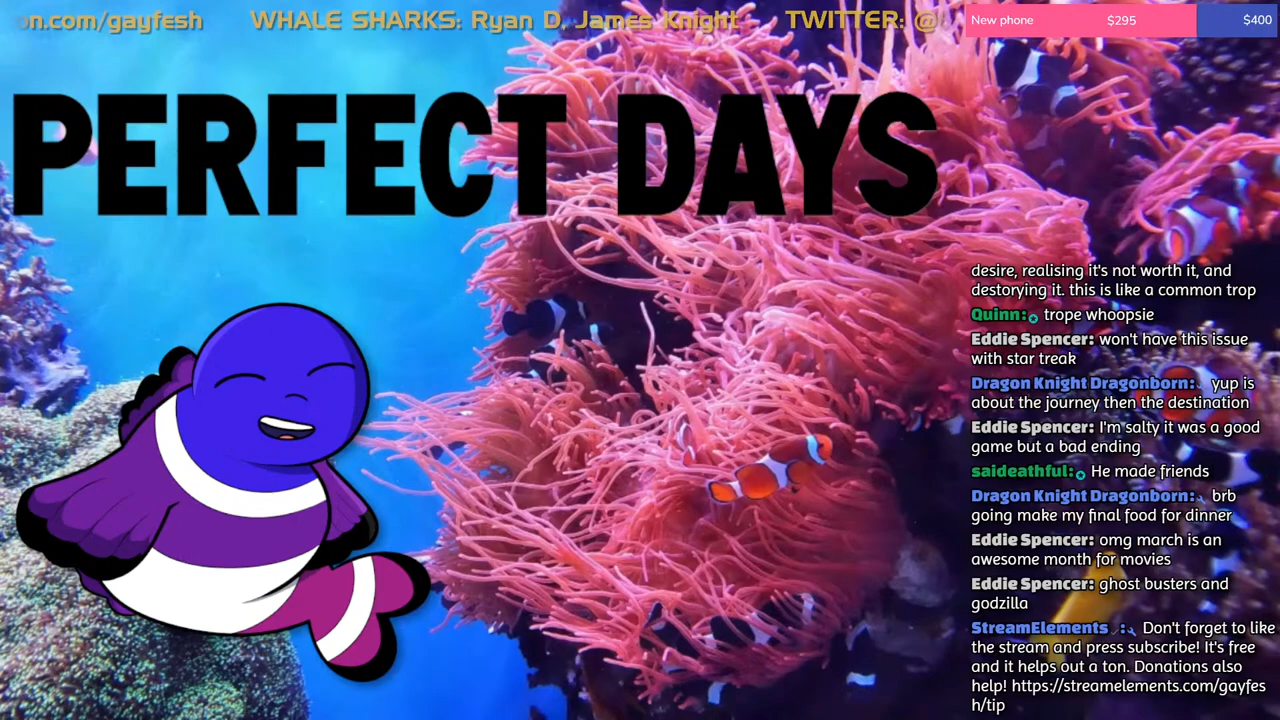 on.com/gayfesh WHALE SHARKS: Ryan D, James Knight TWITTER: @
New phone $295 $400
PERFECT DAYS
desire, realising it's not worth it, and
destorying it. this is like a common trop
Quinn: trope whoopsie
Eddie Spencer: won't have this issue
with star treak
Dragon Knight Dragonborn: yup is
about the journey then the destination
Eddie Spencer: I'm salty it was a good
game but a bad ending
saideathful: He made friends
Dragon Knight Dragonborn: brb
going make my final food for dinner
Eddie Spencer: omg march is an
awesome month for movies
Eddie Spencer: ghost busters and
godzilla
StreamElements : Don't forget to like
the stream and press subscribe! It's free
and it helps out a ton. Donations also
help! https://streamelements.com/gayfes
h/tip